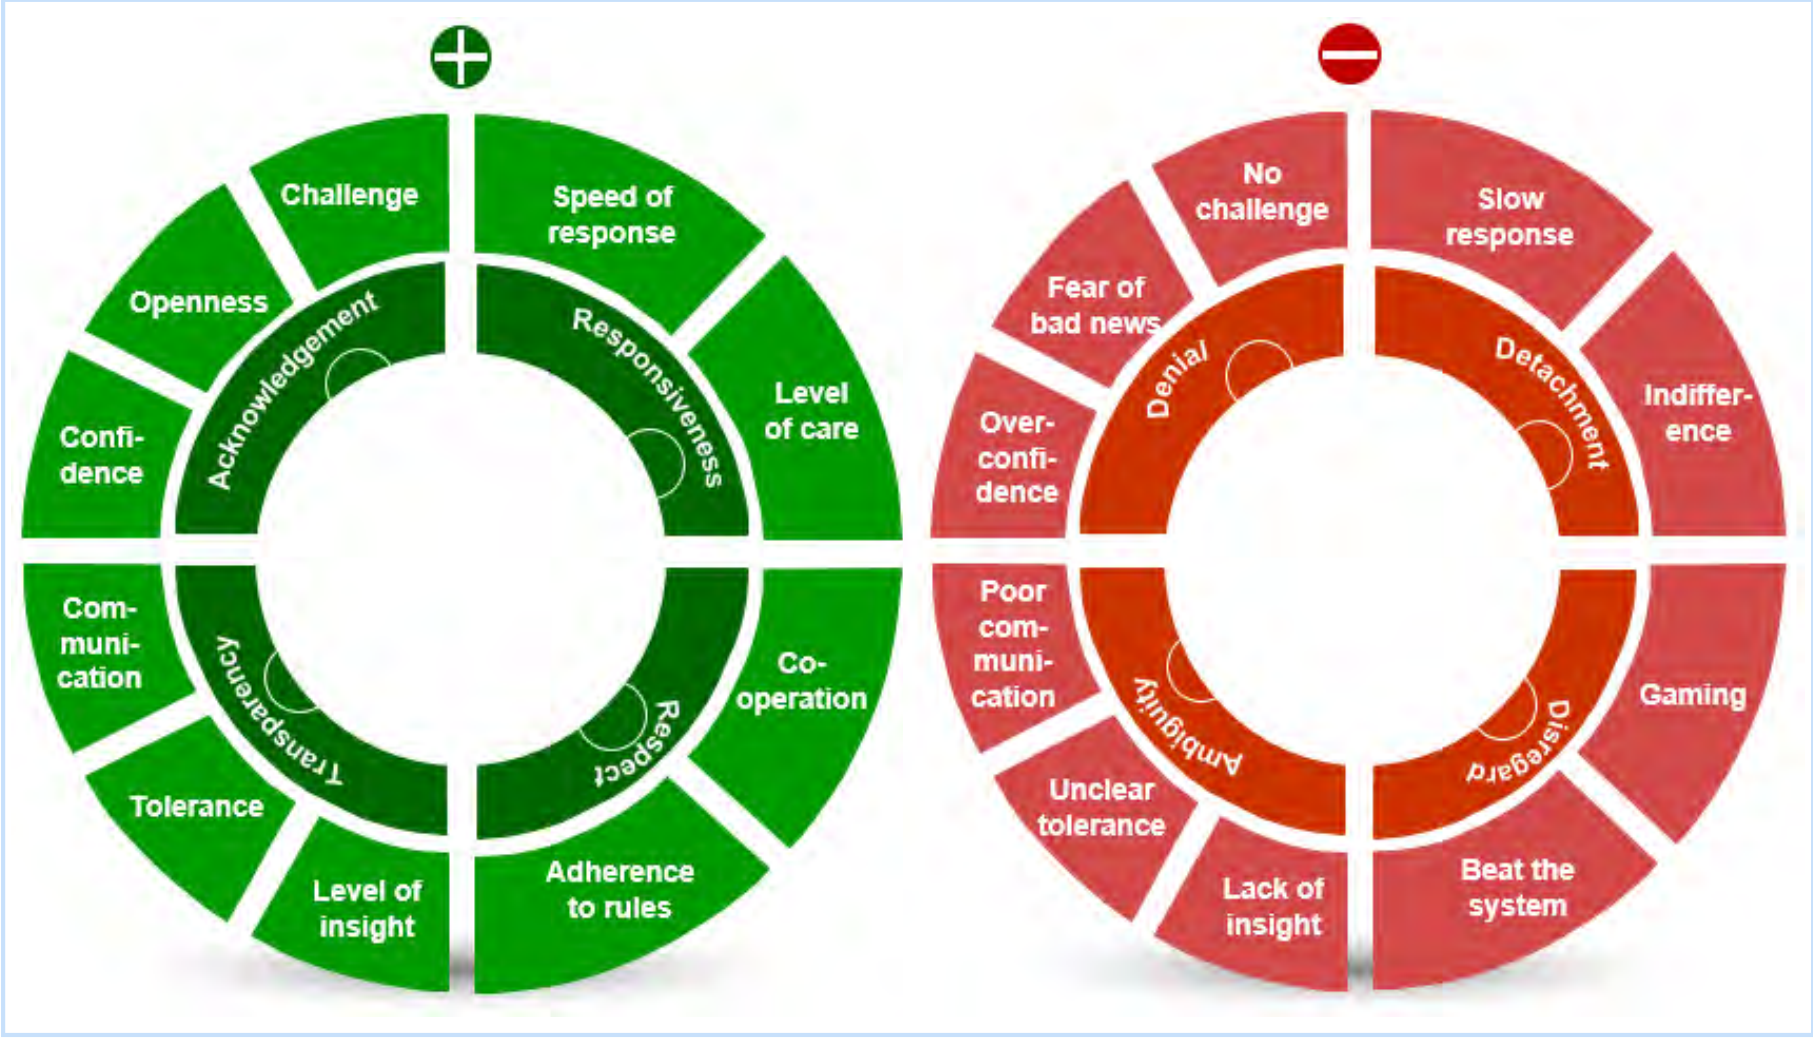 Challenge
Speed of
response
Openness
Level
of care
Confi-
dence
Acknowledgement
Responsiveness
Com-
muni-
cation
Co-
operation
Tolerance
Level of
insight
Adherence
to rules
Transparency
Respect
No
challenge
Slow
response
Fear of
bad news
Indiffer-
ence
Over-
confi-
dence
Denial
Detachment
Poor
com-
muni-
cation
Gaming
Unclear
tolerance
Lack of
insight
Beat the
system
Ambiguity
Disregard